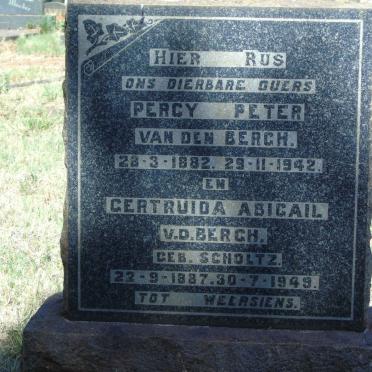 HIER RUS
ONS DIERBARE OUERS
PERCY PETER
VAN DEN BERGH.
28-3-1882. 29-11-1942.
EN
GERTRUIDA ABIGAIL
V.D. BERGH.
GEB. SCHOLTZ.
23-9-1887. 30-7-1949.
TOT WEERSIENS.